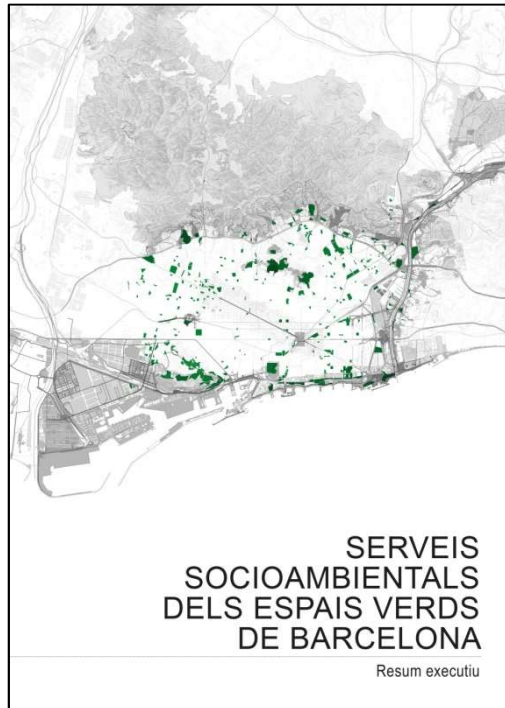 SERVEIS
SOCIOAMBIENTALS
DELS ESPAIS VERDS
DE BARCELONA
Resum executiu